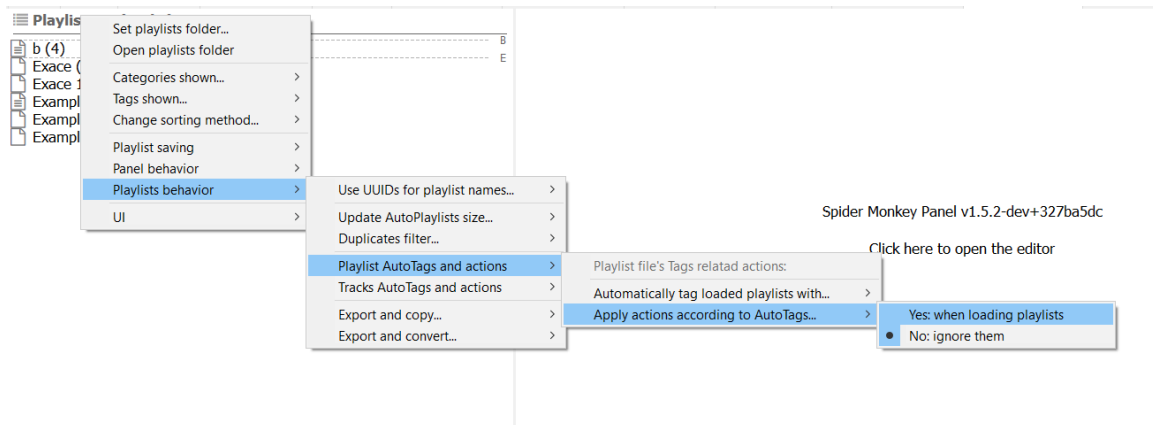 Playlis
b (4)
B
Exace (
E
Exace 1
Exampl
Exampl
Exampl
Set playlists folder...
Open playlists folder
Categories shown...
Tags shown...
Change sorting method...
Playlist saving
Panel behavior
Playlists behavior
UI
Use UUIDs for playlist names...
Update AutoPlaylists size...
Duplicates filter...
Playlist AutoTags and actions
Tracks AutoTags and actions
Export and copy...
Export and convert...
Playlist file's Tags relatad actions:
Automatically tag loaded playlists with...
Apply actions according to AutoTags...
Yes: when loading playlists
No: ignore them
Spider Monkey Panel v1.5.2-dev+327ba5dc
Click here to open the editor